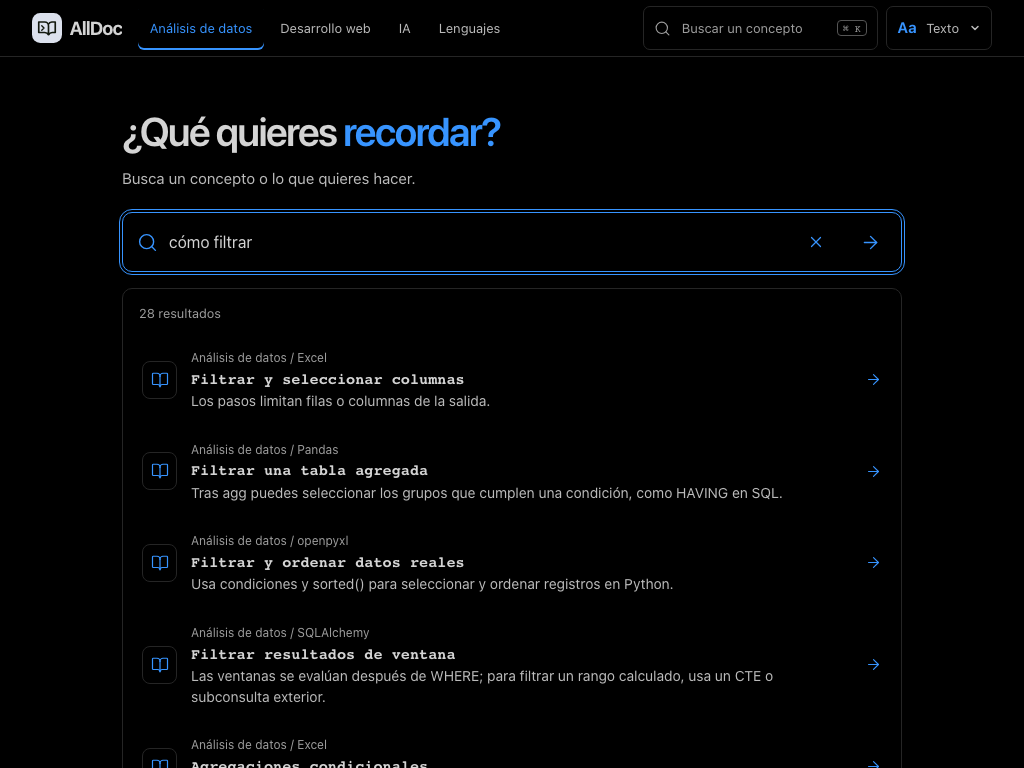 AllDoc
Análisis de datos
Desarrollo web
IA
Lenguajes
Buscar un concepto
⌘ K
Aa Texto
¿Qué quieres recordar?
Busca un concepto o lo que quieres hacer.
cómo filtrar
28 resultados
Análisis de datos / Excel
Filtrar y seleccionar columnas
Los pasos limitan filas o columnas de la salida.
Análisis de datos / Pandas
Filtrar una tabla agregada
Tras agg puedes seleccionar los grupos que cumplen una condición, como HAVING en SQL.
Análisis de datos / openpyxl
Filtrar y ordenar datos reales
Usa condiciones y sorted() para seleccionar y ordenar registros en Python.
Análisis de datos / SQLAlchemy
Filtrar resultados de ventana
Las ventanas se evalúan después de WHERE; para filtrar un rango calculado, usa un CTE o
subconsulta exterior.
Análisis de datos / Excel
Agregaciones condicionales